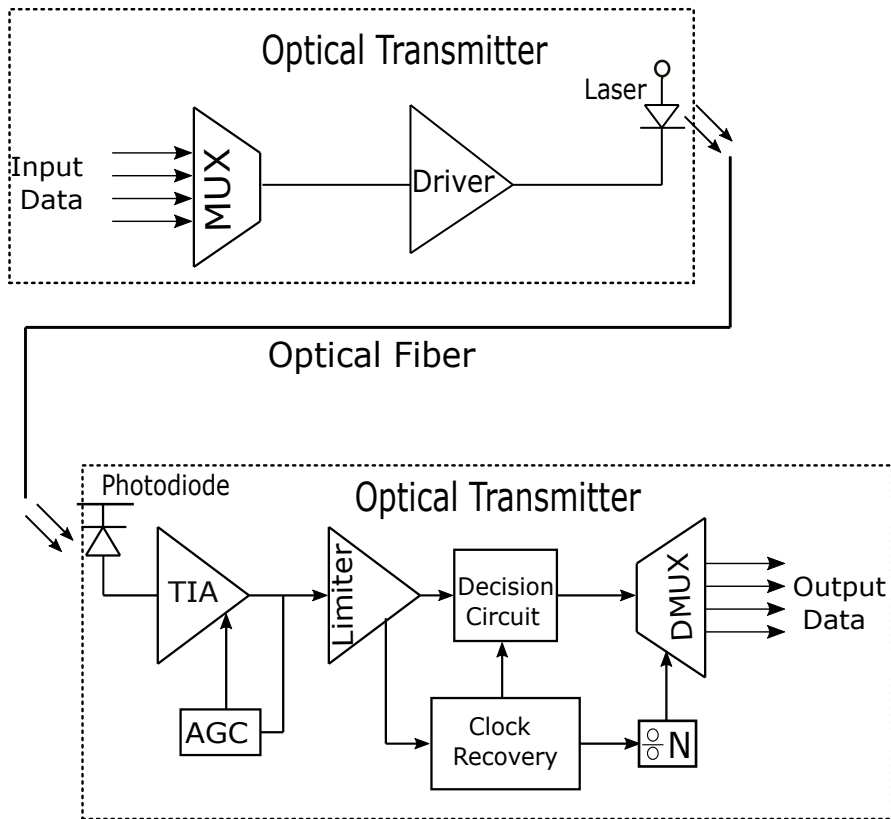 Optical Transmitter
Laser
Input
Data
MUX
Driver
Optical Fiber
Photodiode
Optical Transmitter
TIA
Limiter
Decision
Circuit
DMUX
Output
Data
AGC
Clock
Recovery
÷N